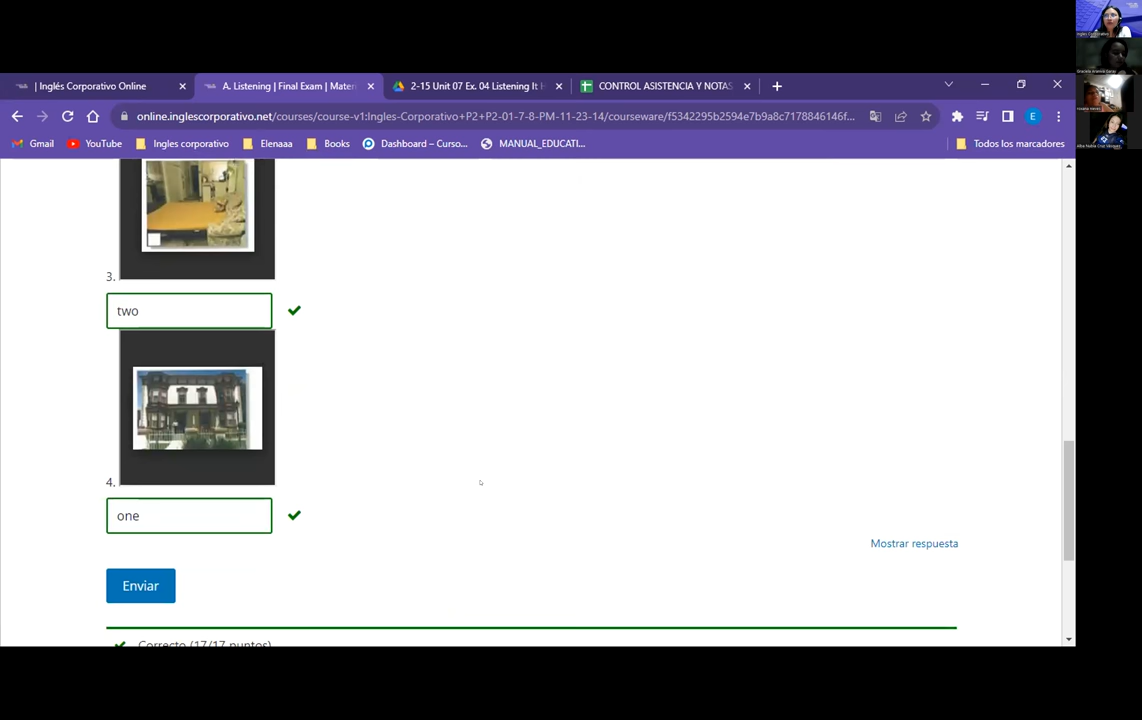 | Inglés Corporativo Online
A. Listening | Final Exam | Mater
2-15 Unit 07 Ex. 04 Listening It H
CONTROL ASISTENCIA Y NOTAS
online.inglescorporativo.net/courses/course-v1:Ingles-Corporativo+P2+P2-01-7-8-PM-11-23-14/courseware/f5342295b2594e7b9a8c7178846146f...
E
Gmail
YouTube
Ingles corporativo
Elenaaa
Books
Dashboard – Curso...
MANUAL_EDUCATI...
Todos los marcadores
3.
two
4.
one
Mostrar respuesta
Enviar
Correcto (17/17 puntos)